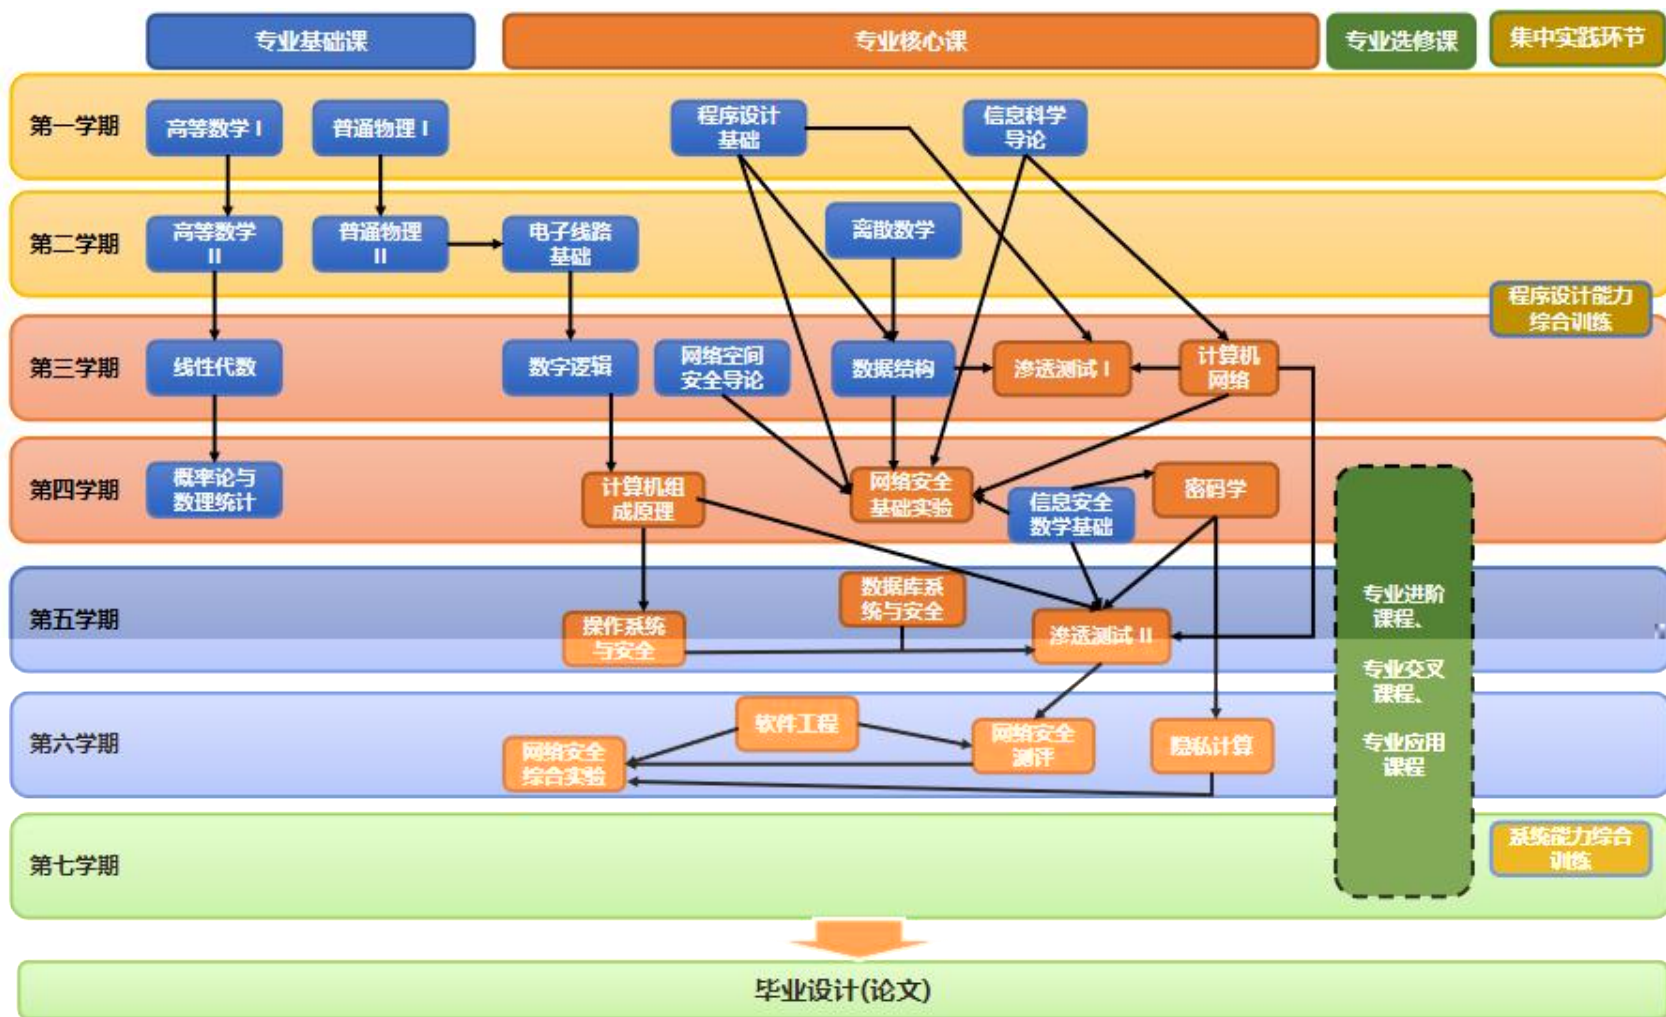 专业基础课
专业核心课
专业选修课
集中实践环节
第一学期
高等数学 I
普通物理 I
程序设计
基础
信息科学
导论
第二学期
高等数学
II
普通物理
II
电子线路
基础
离散数学
程序设计能力
综合训练
第三学期
线性代数
数字逻辑
网络空间
安全导论
数据结构
渗透测试 I
计算机
网络
第四学期
概率论与
数理统计
计算机组
成原理
网络安全
基础实验
信息安全
数学基础
密码学
第五学期
操作系统
与安全
数据库系
统与安全
渗透测试 II
专业进阶
课程、
专业交叉
课程、
专业应用
课程
第六学期
网络安全
综合实验
软件工程
网络安全
测评
隐私计算
第七学期
系统能力综合
训练
毕业设计(论文)